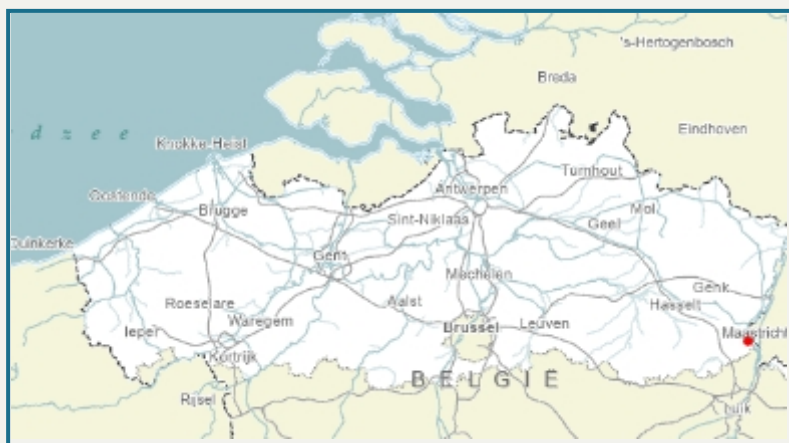 's-Hertogenbosch
Breda
d z e e
Eindhoven
Knokke-Heist
Turnhout
Oostende
Antwerpen
Brugge
Mol
Sint-Niklaas
Geel
Duinkerke
Gent
Mechelen
Genk
Roeselare
Aalst
Hasselt
Waregem
Ieper
Brussel
Leuven
Maastricht
Kortrijk
BELGIË
Rijsel
Luik